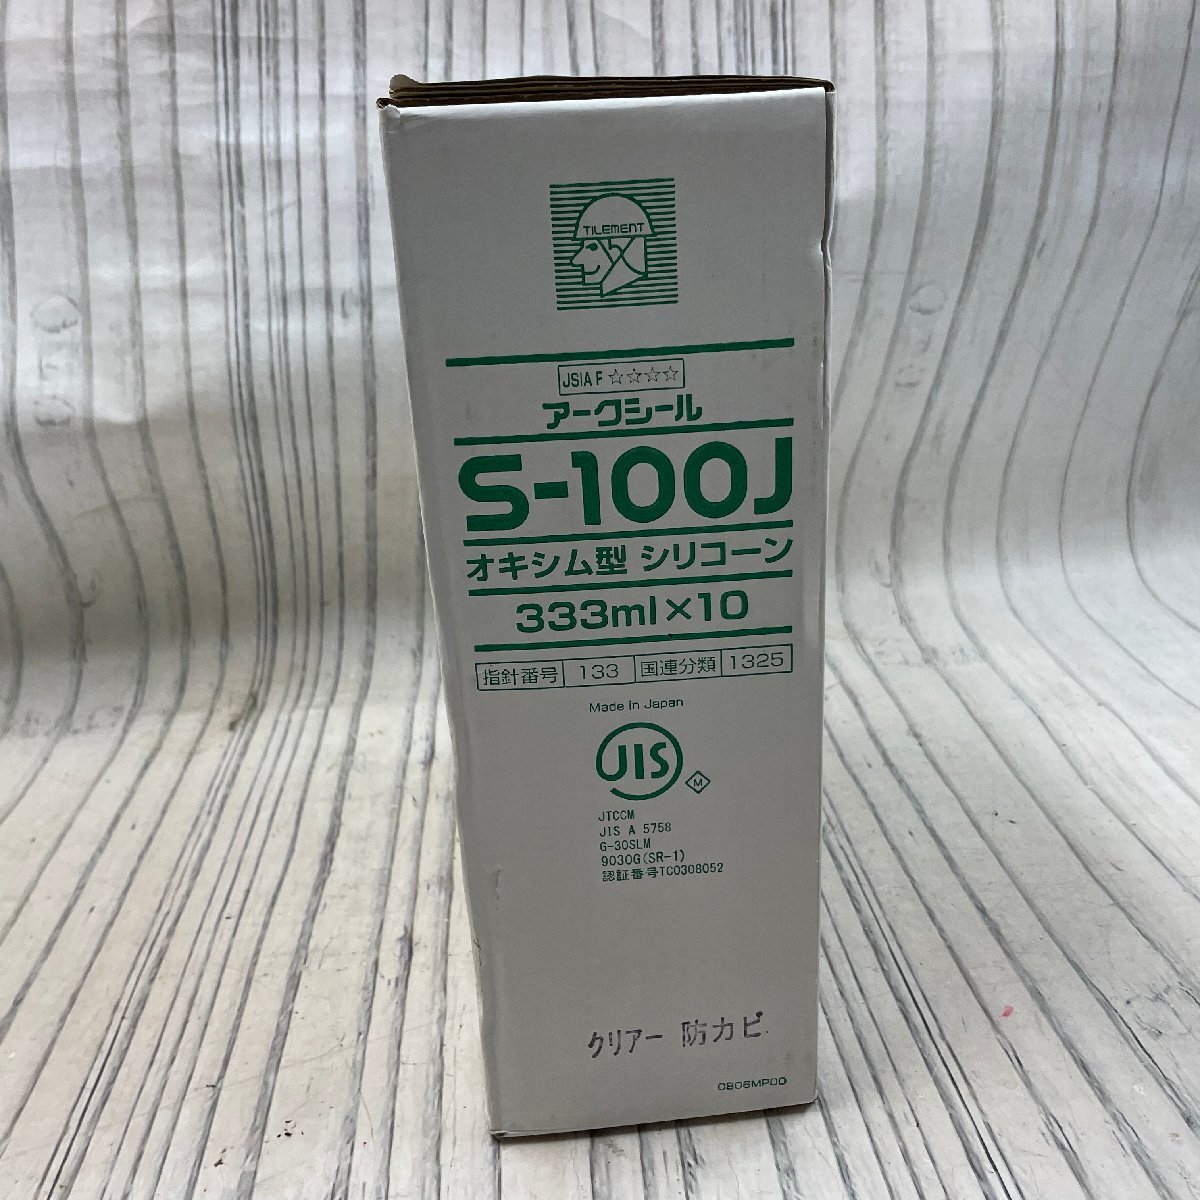 TILEMENT
JSIA F ☆☆☆☆
アークシール
S-100J
オキシム型 シリコーン
333ml×10
指針番号 133 国連分類 1325
Made in Japan
JIS
M
JTCCM
JIS A 5758
G-30SLM
9030G(SR-1)
認証番号TC0308052
クリアー 防カビ
0806MP00